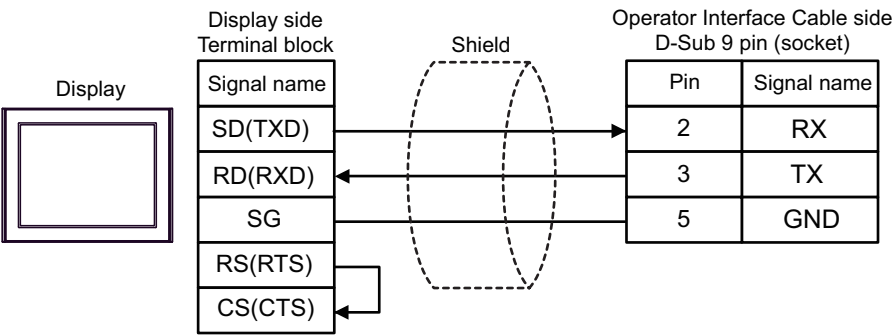 Display side
Terminal block
Shield
Operator Interface Cable side
D-Sub 9 pin (socket)
Display
Signal name
Pin
Signal name
SD(TXD)
2
RX
RD(RXD)
3
TX
SG
5
GND
RS(RTS)
CS(CTS)